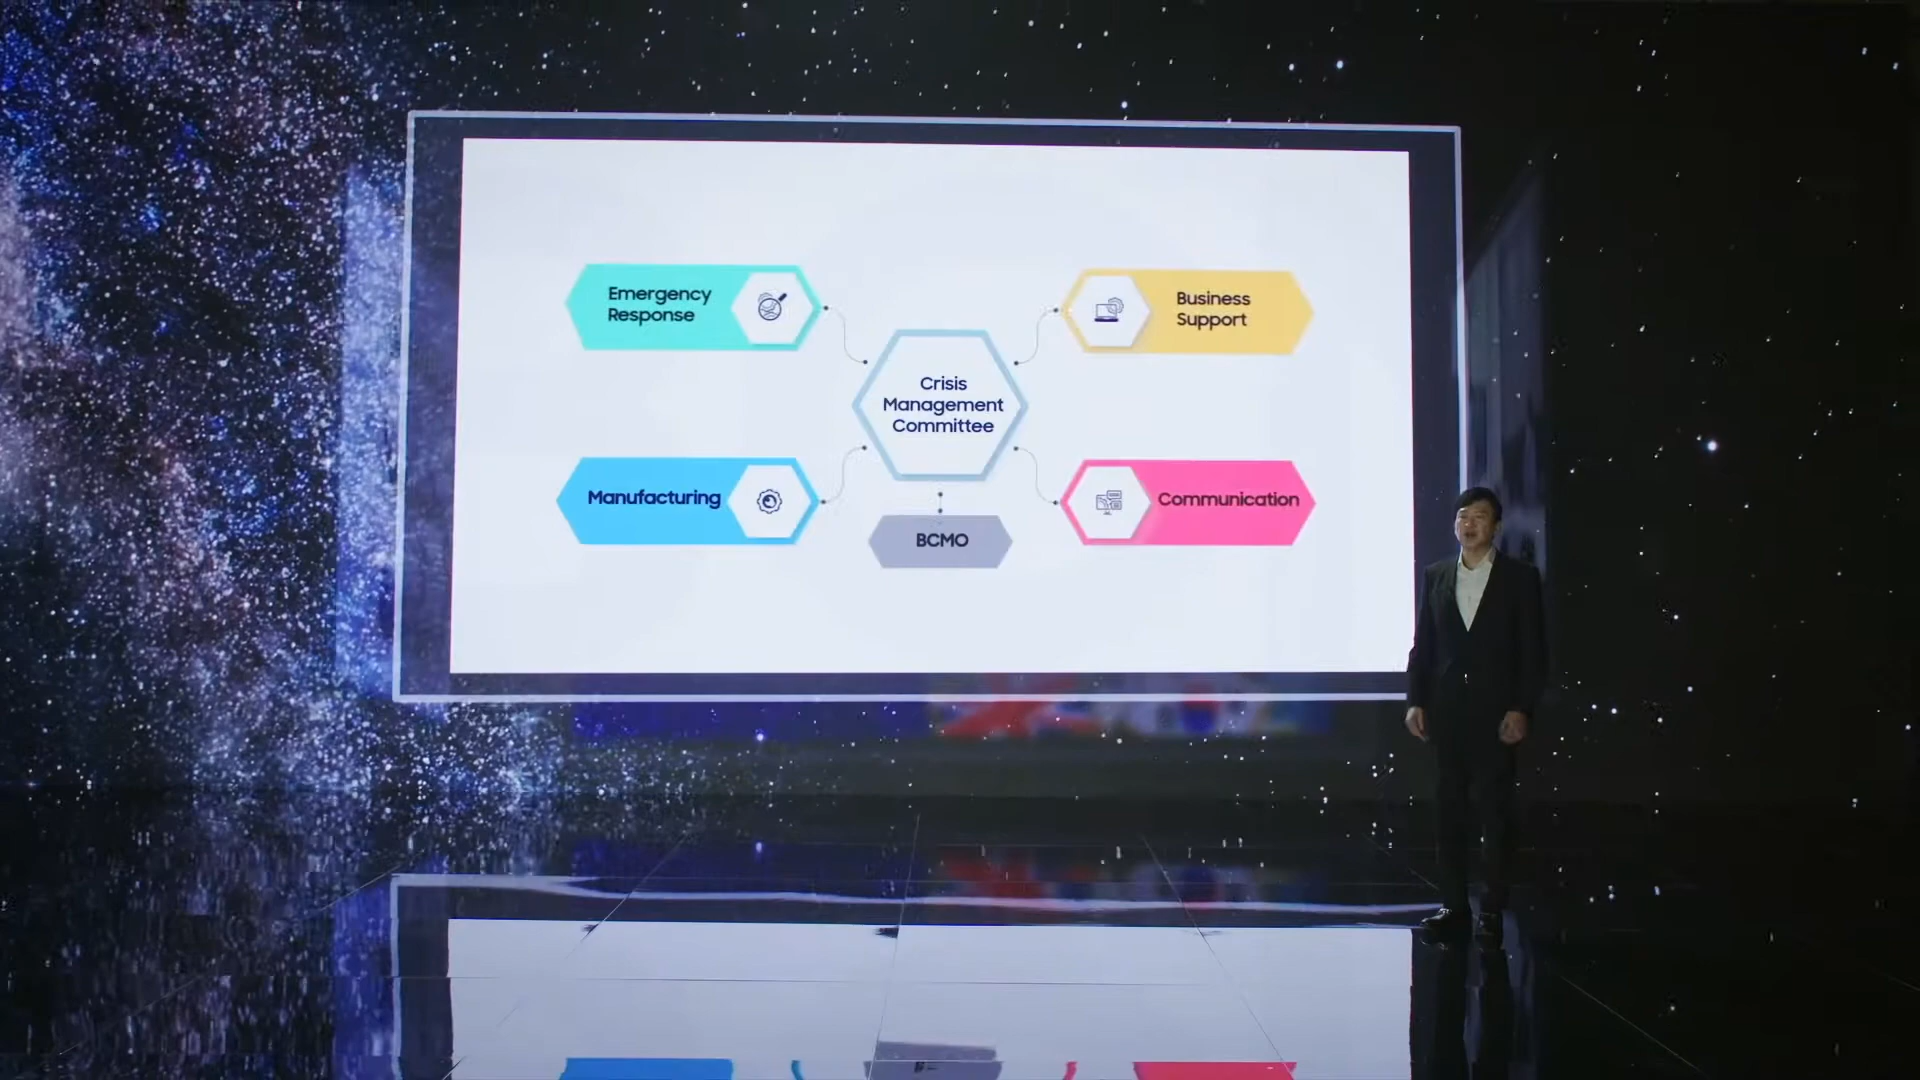 Emergency
Response
Business
Support
Crisis
Management
Committee
Manufacturing
Communication
BCMO